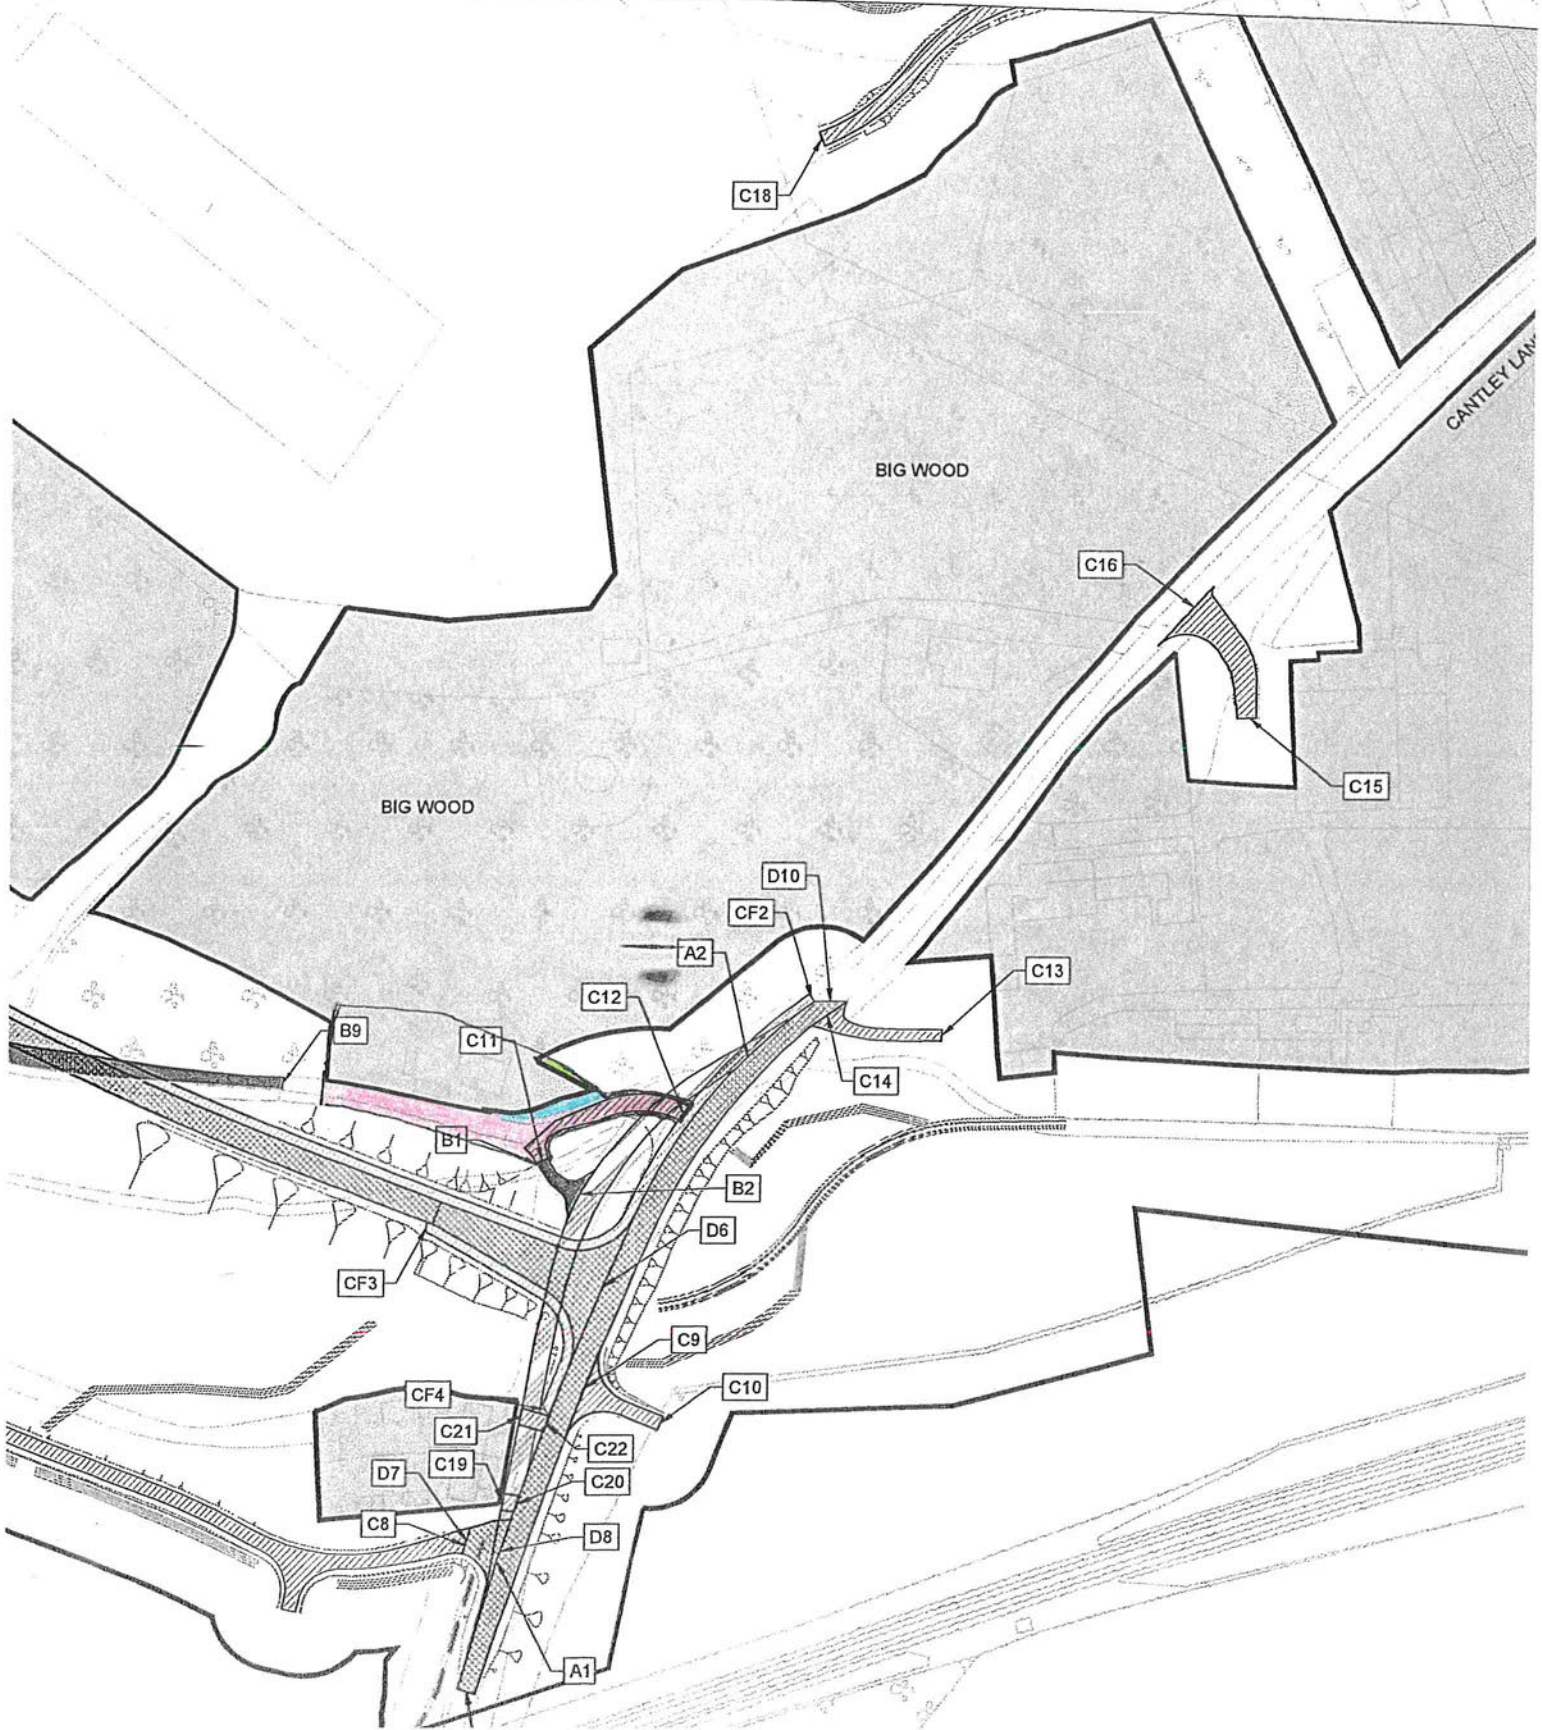 C18
CANTLEY LAN
BIG WOOD
C16
C15
BIG WOOD
D10
CF2
A2
C13
C12
B9
C11
C14
B1
B2
D6
CF3
C9
C10
CF4
C21
C22
C19
D7
C20
C8
D8
A1